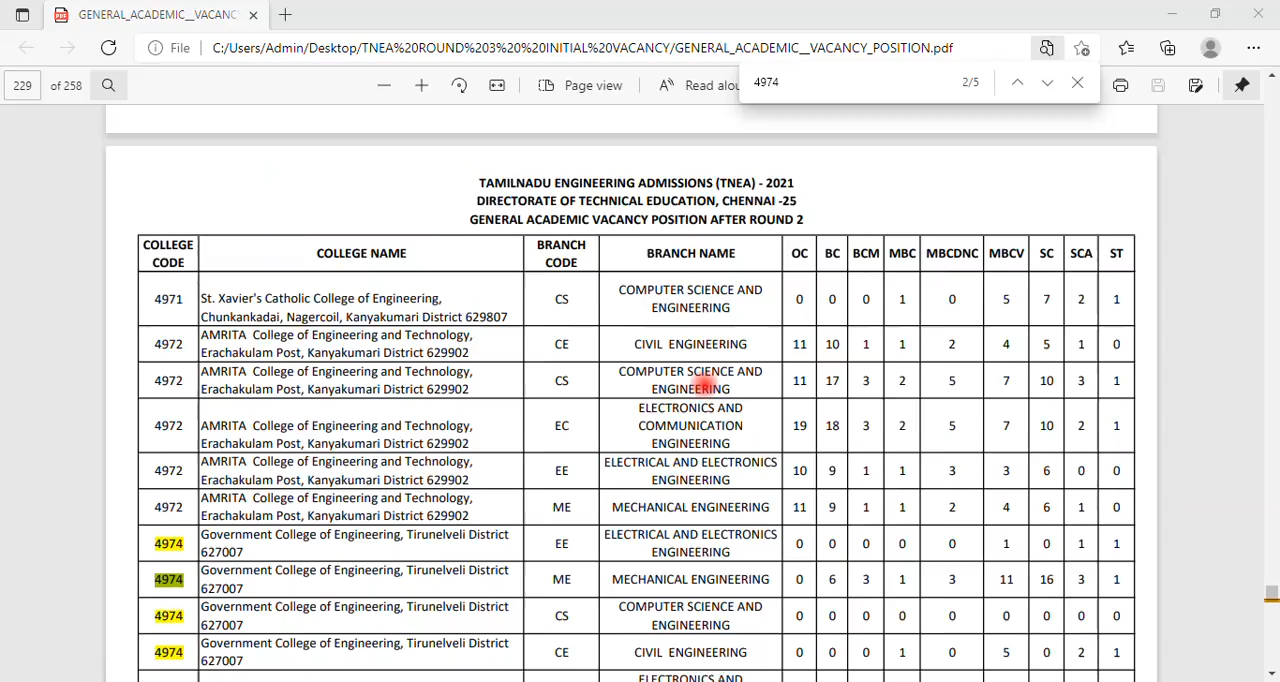 GENERAL_ACADEMIC__VACANC
File C:/Users/Admin/Desktop/TNEA%20ROUND%203%20%20INITIAL%20VACANCY/GENERAL_ACADEMIC__VACANCY_POSITION.pdf
229 of 258 Page view Read alou
4974 2/5
TAMILNADU ENGINEERING ADMISSIONS (TNEA) - 2021
DIRECTORATE OF TECHNICAL EDUCATION, CHENNAI -25
GENERAL ACADEMIC VACANCY POSITION AFTER ROUND 2
COLLEGE CODE COLLEGE NAME BRANCH CODE BRANCH NAME OC BC BCM MBC MBCDNC MBCV SC SCA ST
4971 St. Xavier's Catholic College of Engineering, Chunkankadai, Nagercoil, Kanyakumari District 629807 CS COMPUTER SCIENCE AND ENGINEERING 0 0 0 1 0 5 7 2 1
4972 AMRITA College of Engineering and Technology, Erachakulam Post, Kanyakumari District 629902 CE CIVIL ENGINEERING 11 10 1 1 2 4 5 1 0
4972 AMRITA College of Engineering and Technology, Erachakulam Post, Kanyakumari District 629902 CS COMPUTER SCIENCE AND ENGINEERING 11 17 3 2 5 7 10 3 1
4972 AMRITA College of Engineering and Technology, Erachakulam Post, Kanyakumari District 629902 EC ELECTRONICS AND COMMUNICATION ENGINEERING 19 18 3 2 5 7 10 2 1
4972 AMRITA College of Engineering and Technology, Erachakulam Post, Kanyakumari District 629902 EE ELECTRICAL AND ELECTRONICS ENGINEERING 10 9 1 1 3 3 6 0 0
4972 AMRITA College of Engineering and Technology, Erachakulam Post, Kanyakumari District 629902 ME MECHANICAL ENGINEERING 11 9 1 1 2 4 6 1 0
4974 Government College of Engineering, Tirunelveli District 627007 EE ELECTRICAL AND ELECTRONICS ENGINEERING 0 0 0 0 0 1 0 1 1
4974 Government College of Engineering, Tirunelveli District 627007 ME MECHANICAL ENGINEERING 0 6 3 1 3 11 16 3 1
4974 Government College of Engineering, Tirunelveli District 627007 CS COMPUTER SCIENCE AND ENGINEERING 0 0 0 0 0 0 0 0 0
4974 Government College of Engineering, Tirunelveli District 627007 CE CIVIL ENGINEERING 0 0 0 1 0 5 0 2 1
ELECTRONICS AND